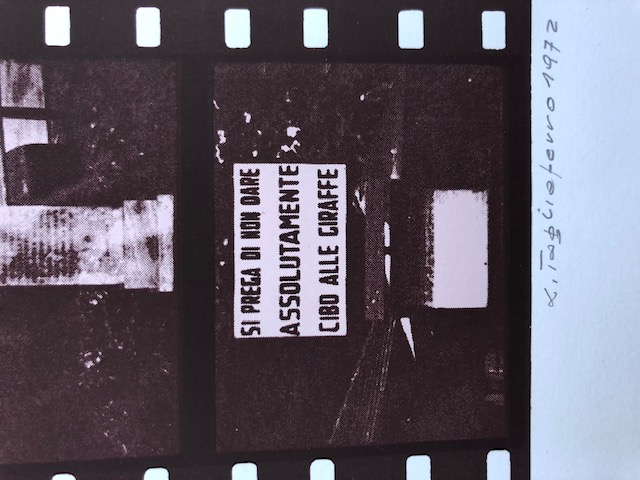 SI PREGA DI NON DARE
ASSOLUTAMENTE
CIBO ALLE GIRAFFE
Tagliaferro 1972